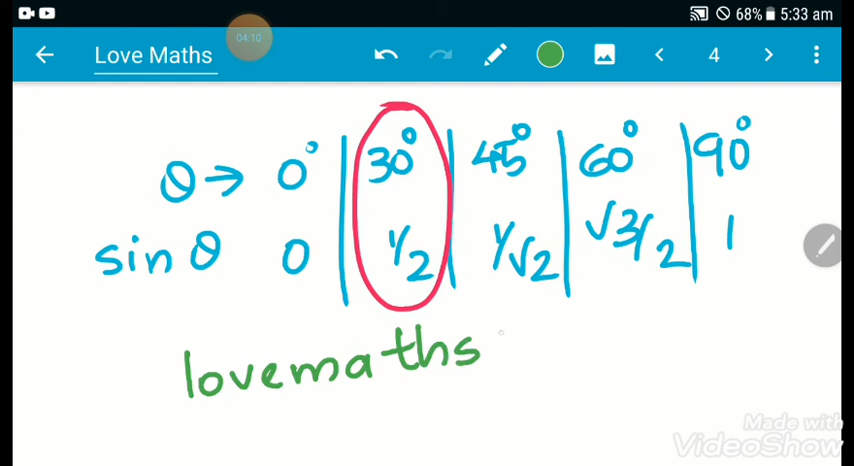 68% 5:33 am
04:10
Love Maths 4
θ → 0° 30° 45° 60° 90°
sin θ 0 1/2 1/√2 √3/2 1
lovemaths
Made with
VideoShow